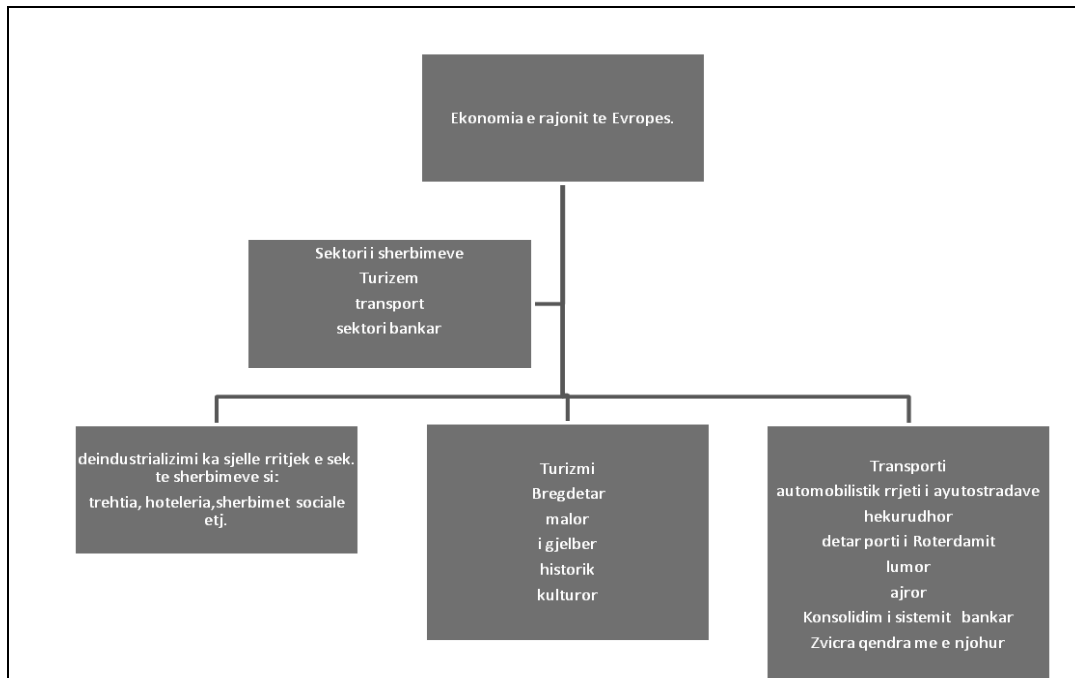 Ekonomia e rajonit te Evropes.
Sektori i sherbimeve
Turizem
transport
sektori bankar
deindustrializimi ka sjelle rritjek e sek.
te sherbimeve si:
trehtia, hoteleria,sherbimet sociale
etj.
Turizmi
Bregdetar
malor
i gjelber
historik
kulturor
Transporti
automobilistik rrjeti i ayutostradave
hekurudhor
detar porti i Roterdamit
lumor
ajror
Konsolidim i sistemit bankar
Zvicra qendra me e njohur